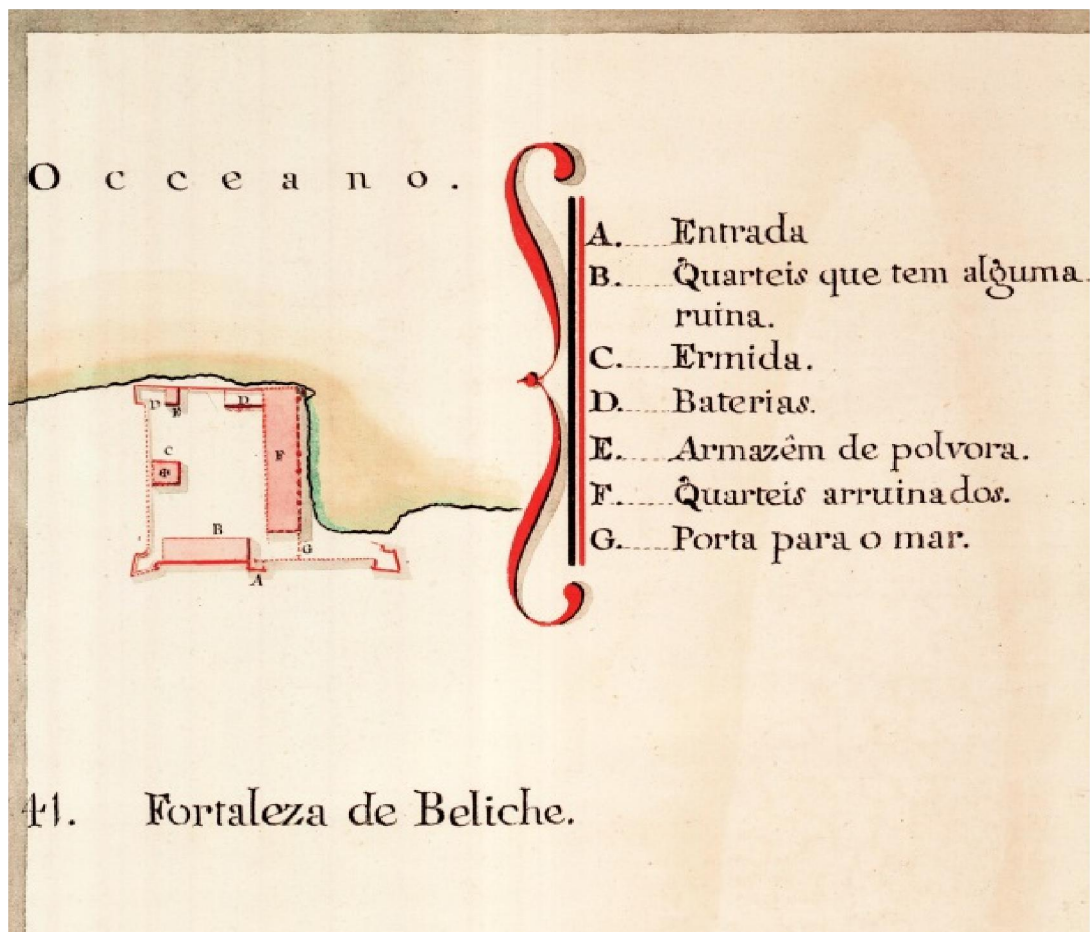 Occeano.
A. Entrada
B. Quarteis que tem alguma
ruina.
C. Ermida.
D. Baterias.
E. Armazêm de polvora.
F. Quarteis arruinados.
G. Porta para o mar.
D E D
C
F
B
G
A
41. Fortaleza de Beliche.